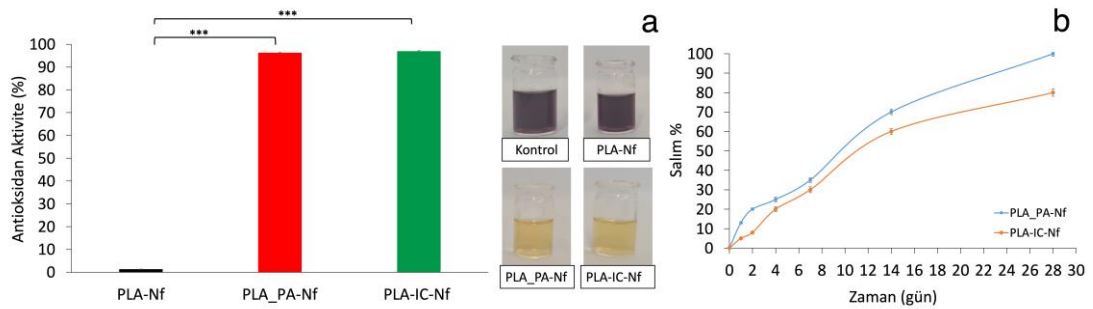 ***
***
a
Antioksidan Aktivite (%)
100
90
80
70
60
50
40
30
20
10
0
PLA-Nf
PLA_PA-Nf
PLA-IC-Nf
Kontrol
PLA-Nf
PLA_PA-Nf
PLA-IC-Nf
b
Salım %
100
90
80
70
60
50
40
30
20
10
0
PLA_PA-Nf
PLA-IC-Nf
0 2 4 6 8 10 12 14 16 18 20 22 24 26 28 30
Zaman (gün)